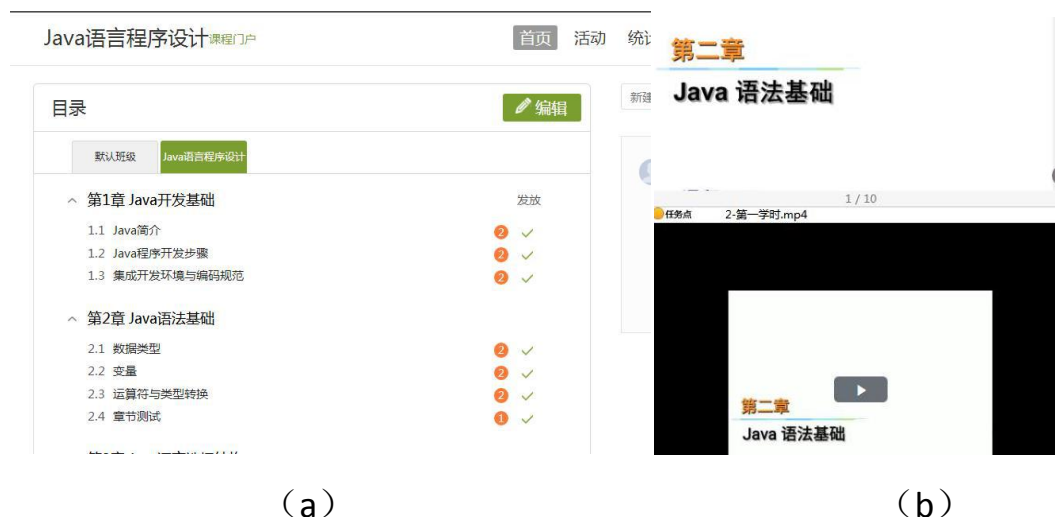 Java语言程序设计课程门户
首页 活动
目录
编辑
新建
默认班级 Java语言程序设计
第1章 Java开发基础 发放
1.1 Java简介 2
1.2 Java程序开发步骤 2
1.3 集成开发环境与编码规范 2
第2章 Java语法基础
2.1 数据类型 2
2.2 变量 2
2.3 运算符与类型转换 2
2.4 章节测试 1
第二章
Java 语法基础
1 / 10
任务点 2-第一学时.mp4
第二章
Java 语法基础
(a)
(b)